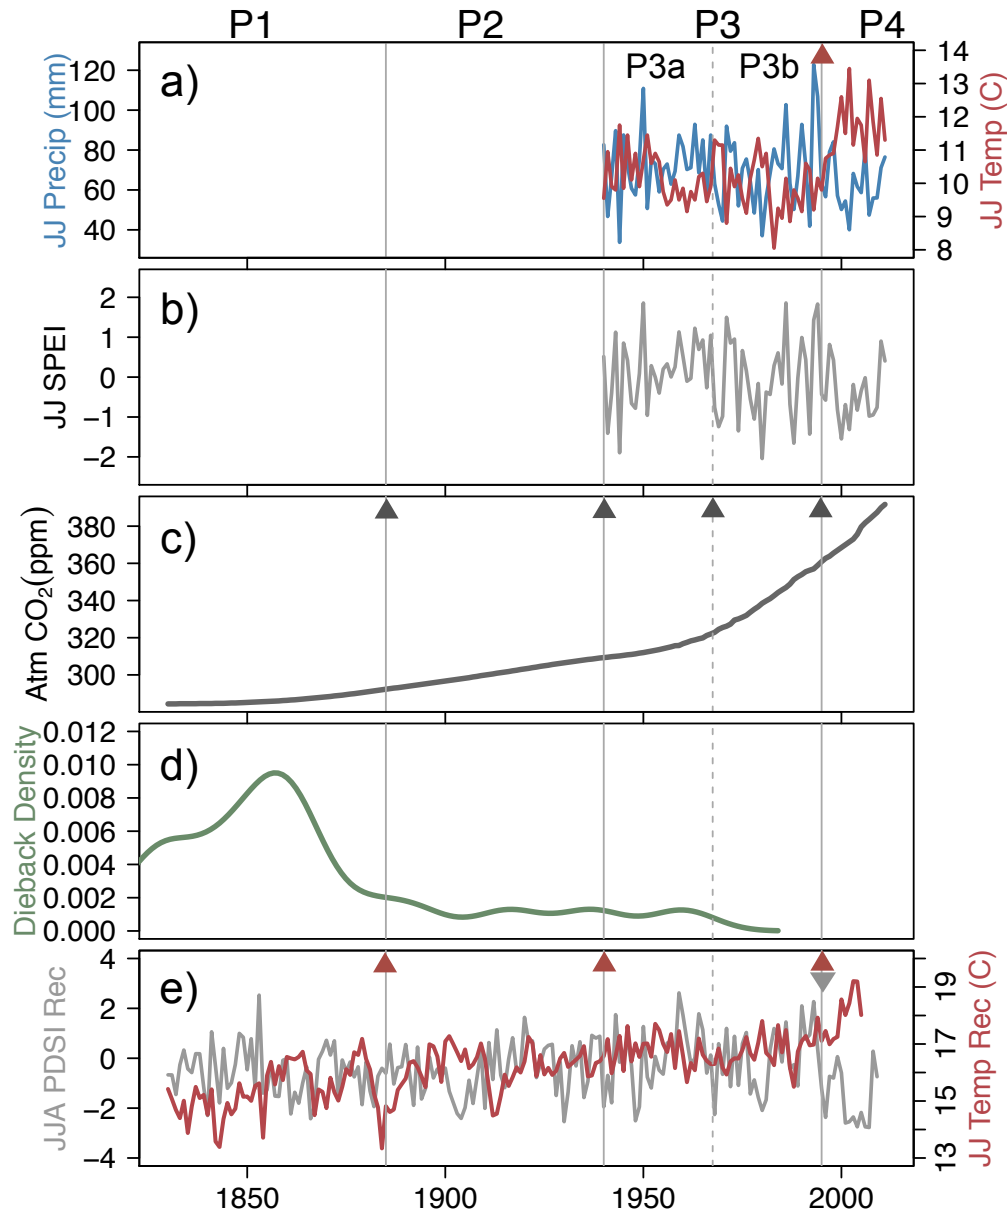 P1 P2 P3 P4
a)
P3a P3b
JJ Precip (mm)
120
100
80
60
40
JJ Temp (C)
14
13
12
11
10
9
8
b)
JJ SPEI
2
1
0
−1
−2
c)
Atm CO₂(ppm)
380
360
340
320
300
d)
Dieback Density
0.012
0.010
0.008
0.006
0.004
0.002
0.000
e)
JJA PDSI Rec
4
2
0
−2
−4
JJ Temp Rec (C)
19
17
15
13
1850 1900 1950 2000